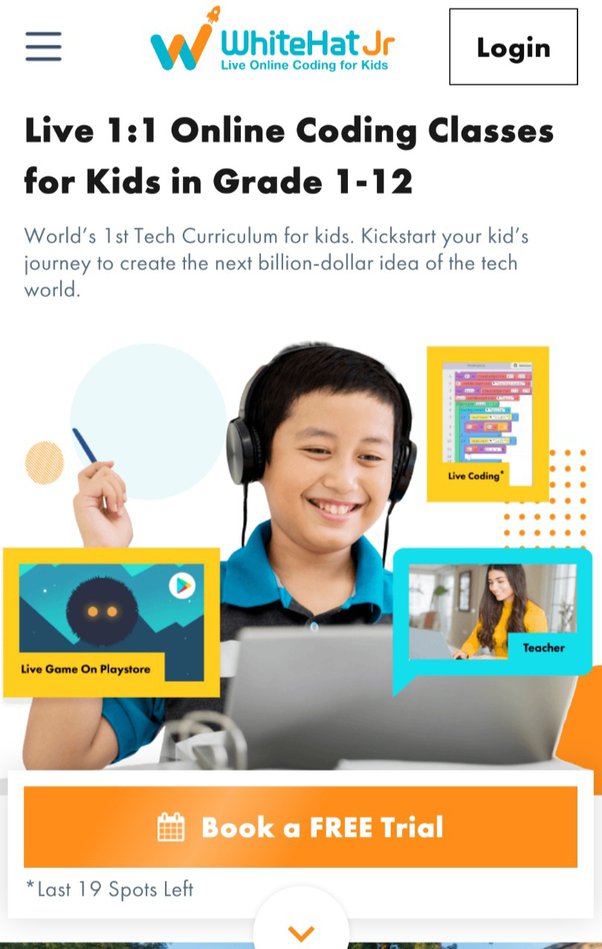 WhiteHat Jr
Live Online Coding for Kids
Login
Live 1:1 Online Coding Classes
for Kids in Grade 1-12
World's 1st Tech Curriculum for kids. Kickstart your kid's
journey to create the next billion-dollar idea of the tech
world.
Live Coding*
Live Game On Playstore
Teacher
Book a FREE Trial
*Last 19 Spots Left